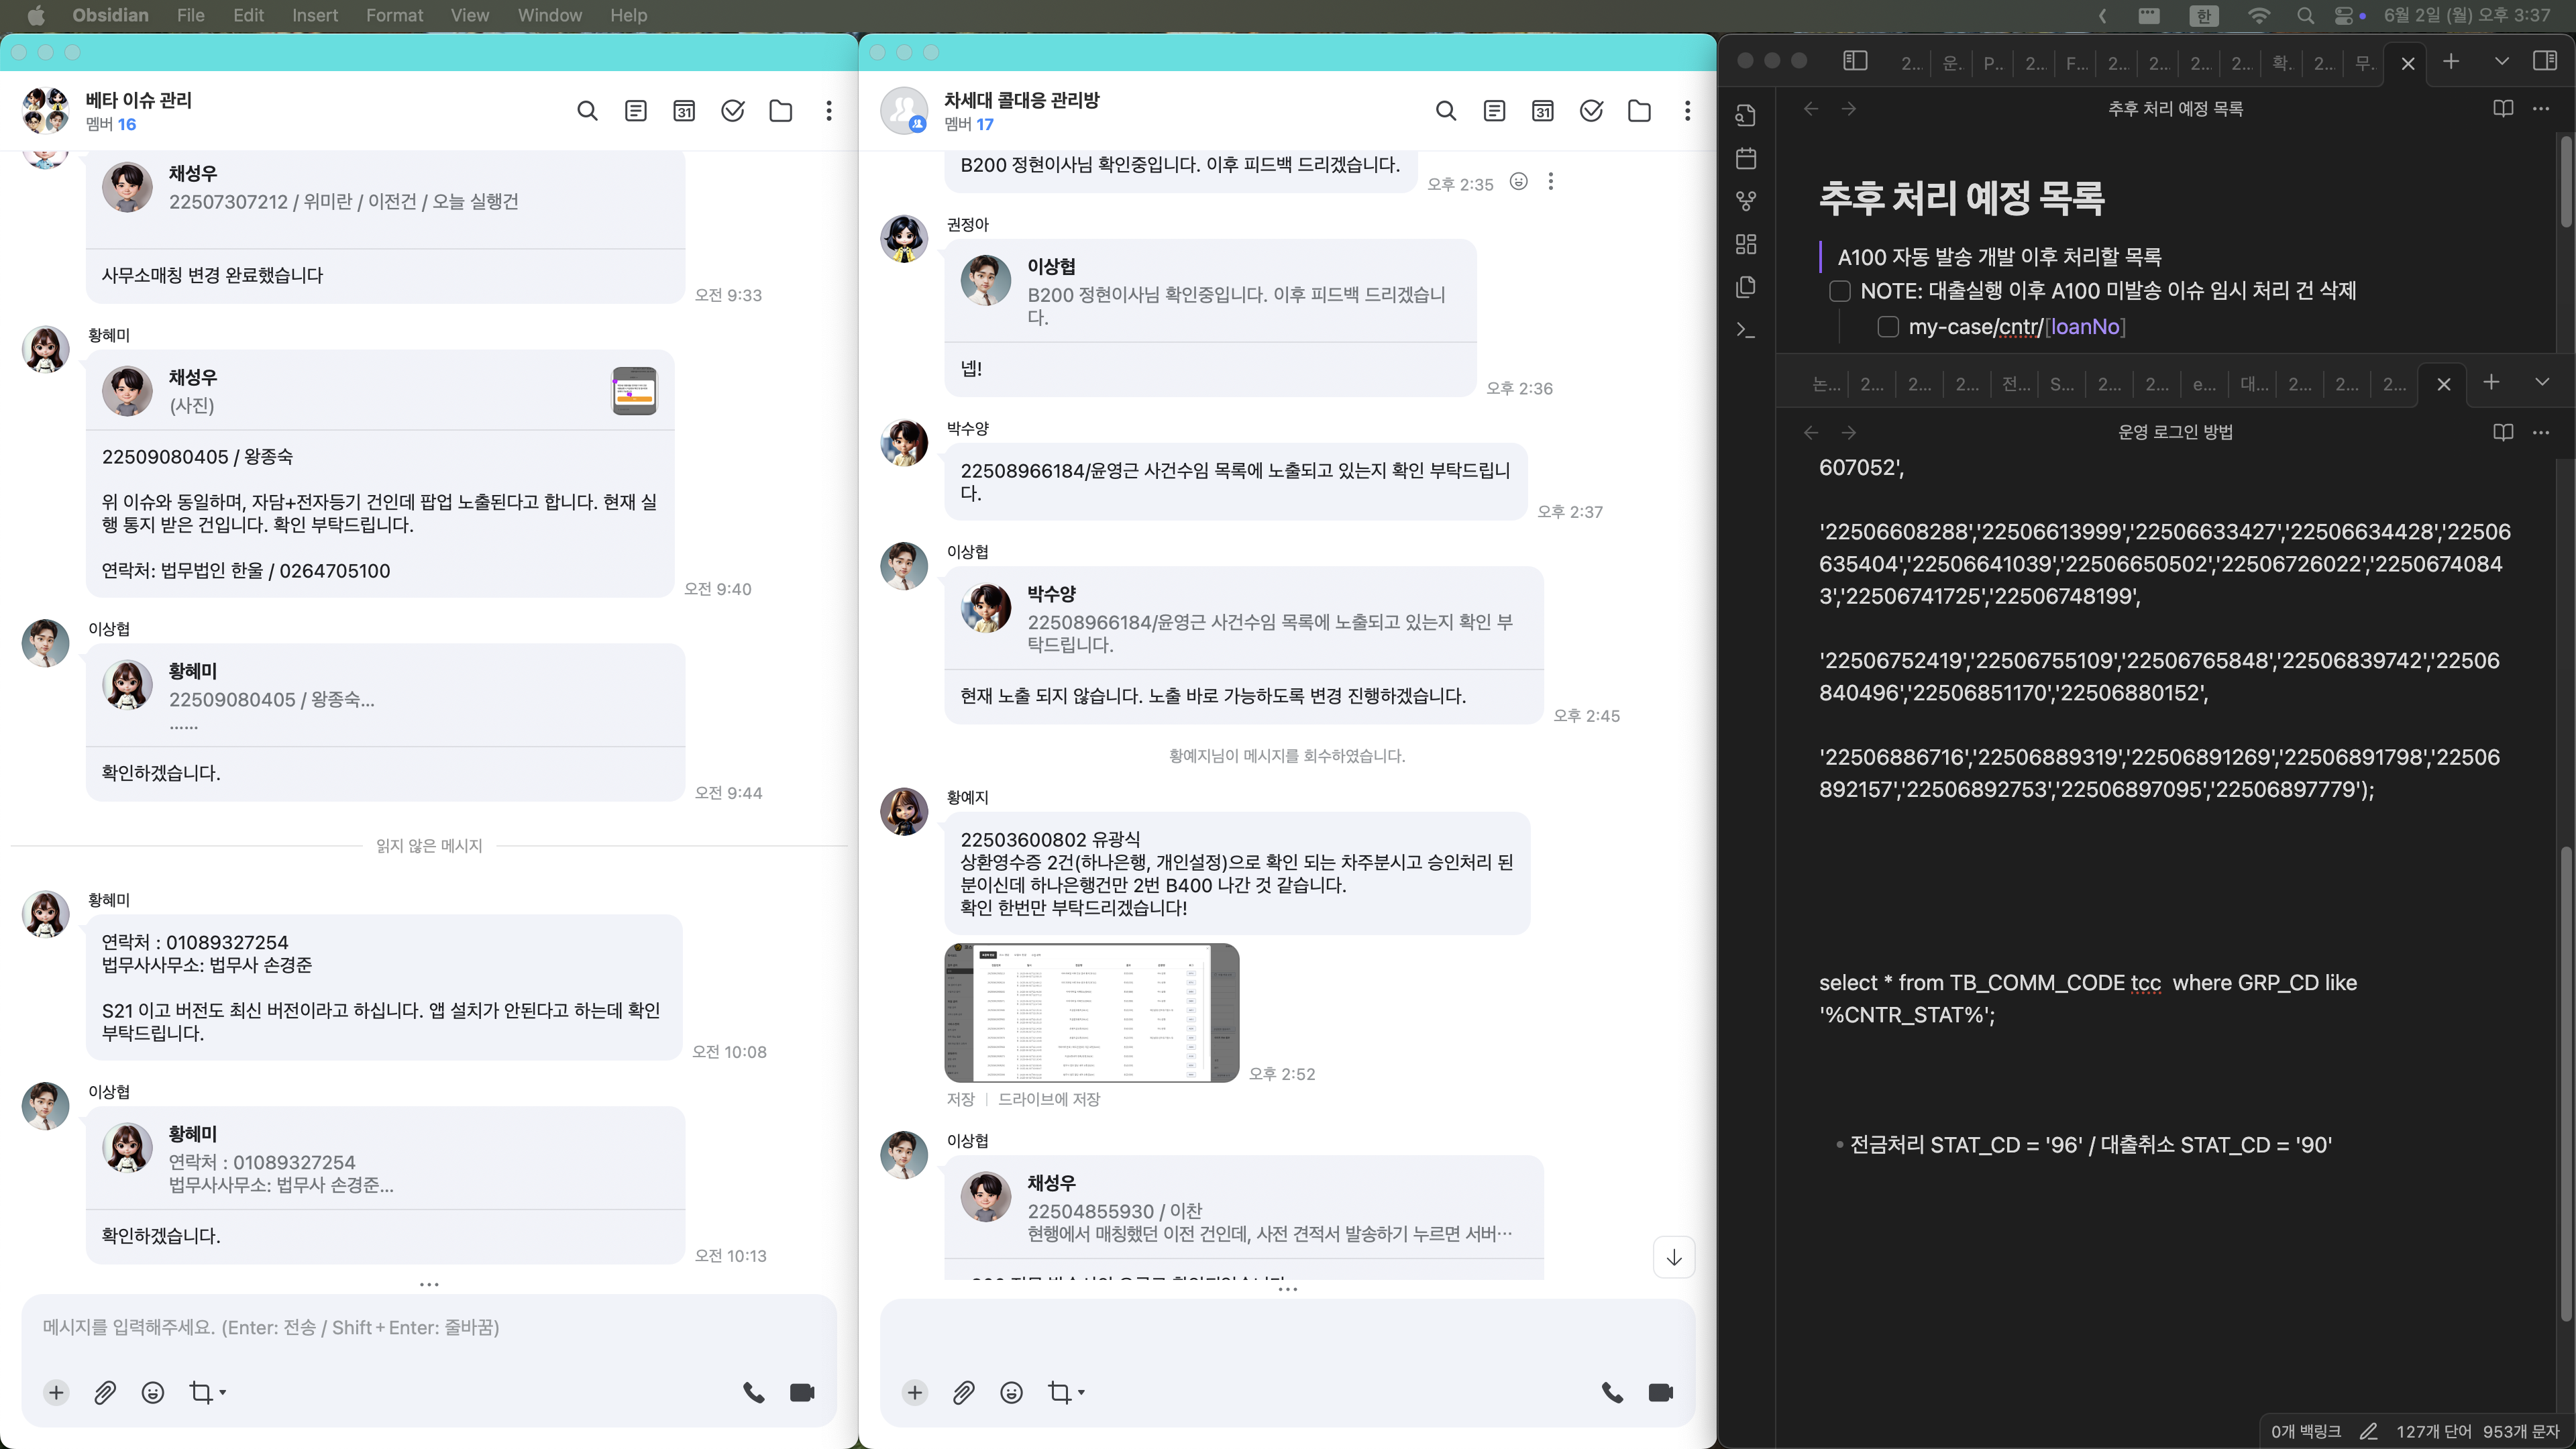 Obsidian File Edit Insert Format View Window Help
한 6월 2일 (월) 오후 3:37
베타 이슈 관리
멤버 16
31
채성우
22507307212 / 위미란 / 이전건 / 오늘 실행건
사무소매칭 변경 완료했습니다
오전 9:33
황혜미
채성우
(사진)
22509080405 / 왕종숙
위 이슈와 동일하며, 자담+전자등기 건인데 팝업 노출된다고 합니다. 현재 실
행 통지 받은 건입니다. 확인 부탁드립니다.
연락처: 법무법인 한울 / 0264705100
오전 9:40
이상협
황혜미
22509080405 / 왕종숙...
......
확인하겠습니다.
오전 9:44
읽지 않은 메시지
황혜미
연락처 : 01089327254
법무사사무소: 법무사 손경준
S21 이고 버전도 최신 버전이라고 하십니다. 앱 설치가 안된다고 하는데 확인
부탁드립니다.
오전 10:08
이상협
황혜미
연락처 : 01089327254
법무사사무소: 법무사 손경준...
확인하겠습니다.
오전 10:13
메시지를 입력해주세요. (Enter: 전송 / Shift + Enter: 줄바꿈)
차세대 콜대응 관리방
멤버 17
31
B200 정현이사님 확인중입니다. 이후 피드백 드리겠습니다.
오후 2:35
권정아
이상협
B200 정현이사님 확인중입니다. 이후 피드백 드리겠습니
다.
넵!
오후 2:36
박수양
22508966184/윤영근 사건수임 목록에 노출되고 있는지 확인 부탁드립니
다.
오후 2:37
이상협
박수양
22508966184/윤영근 사건수임 목록에 노출되고 있는지 확인 부
탁드립니다.
현재 노출 되지 않습니다. 노출 바로 가능하도록 변경 진행하겠습니다.
오후 2:45
황예지님이 메시지를 회수하였습니다.
황예지
22503600802 유광식
상환영수증 2건(하나은행, 개인설정)으로 확인 되는 차주분시고 승인처리 된
분이신데 하나은행건만 2번 B400 나간 것 같습니다.
확인 한번만 부탁드리겠습니다!
오후 2:52
저장 | 드라이브에 저장
이상협
채성우
22504855930 / 이찬
현행에서 매칭했던 이전 건인데, 사전 견적서 발송하기 누르면 서버…
2... 운. P... 2... F... 2... 2... 2... 2... 확. 2... 무.
추후 처리 예정 목록
추후 처리 예정 목록
A100 자동 발송 개발 이후 처리할 목록
NOTE: 대출실행 이후 A100 미발송 이슈 임시 처리 건 삭제
my-case/cntr/[loanNo]
논... 2... 2... 2... 전... S... 2... 2... e... 대... 2... 2... 2...
운영 로그인 방법
607052',
'22506608288','22506613999','22506633427','22506634428','22506
635404','22506641039','22506650502','22506726022','2250674084
3','22506741725','22506748199',
'22506752419','22506755109','22506765848','22506839742','22506
840496','22506851170','22506880152',
'22506886716','22506889319','22506891269','22506891798','22506
892157','22506892753','22506897095','22506897779');
select * from TB_COMM_CODE tcc where GRP_CD like
'%CNTR_STAT%';
• 전금처리 STAT_CD = '96' / 대출취소 STAT_CD = '90'
0개 백링크 127개 단어 953개 문자